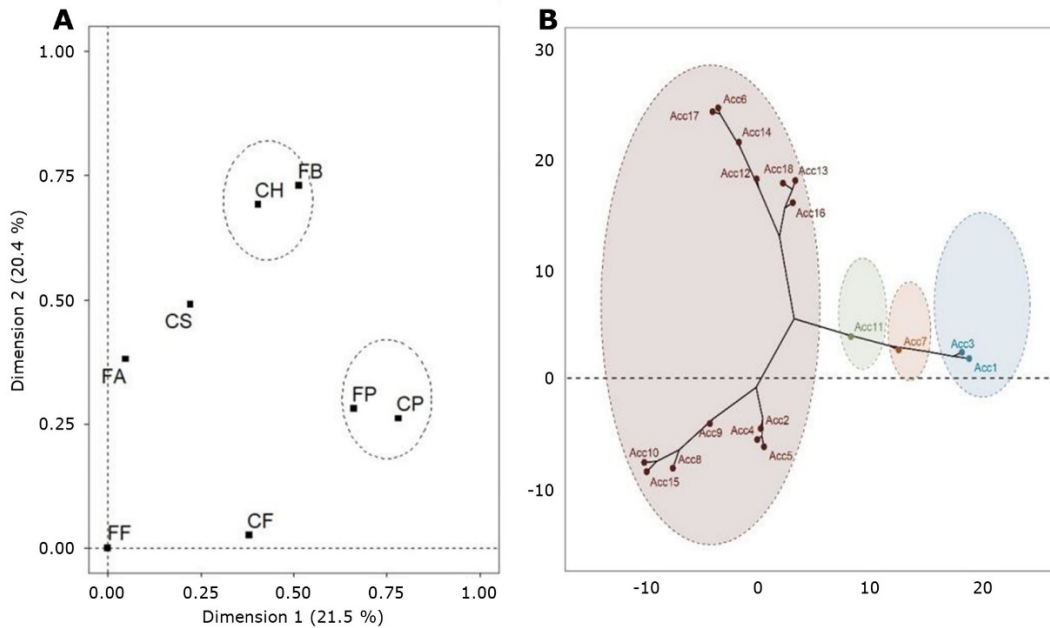 A
1.00
0.75
0.50
0.25
0.00
Dimension 2 (20.4 %)
FB
CH
CS
FA
FP
CP
FF
CF
0.00 0.25 0.50 0.75 1.00
Dimension 1 (21.5 %)
B
30
20
10
0
-10
Acc6
Acc17
Acc14
Acc12
Acc18
Acc13
Acc16
Acc11
Acc7
Acc3
Acc1
Acc9
Acc4
Acc2
Acc5
Acc10
Acc8
Acc15
-10 0 10 20